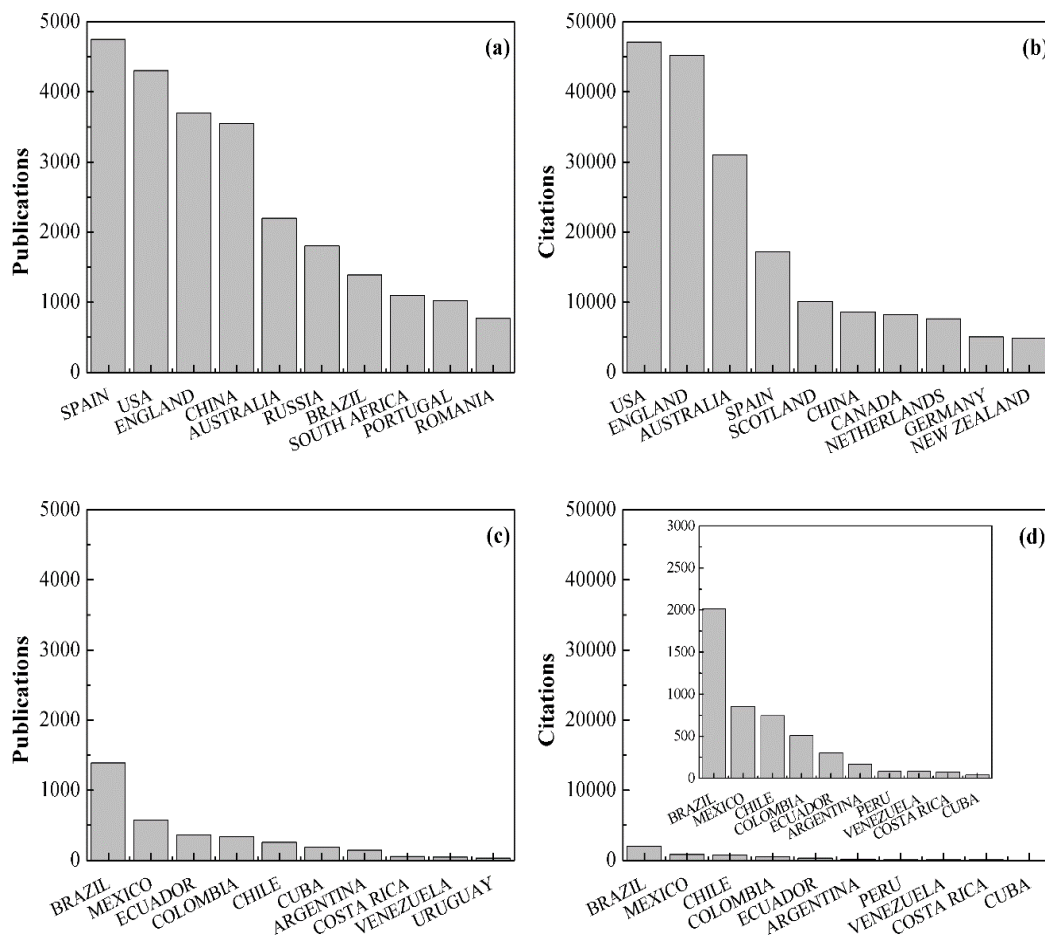 (a)
Publications
5000
4000
3000
2000
1000
0
SPAIN
USA
ENGLAND
CHINA
AUSTRALIA
RUSSIA
BRAZIL
SOUTH AFRICA
PORTUGAL
ROMANIA
(b)
Citations
50000
40000
30000
20000
10000
0
USA
ENGLAND
AUSTRALIA
SPAIN
SCOTLAND
CHINA
CANADA
NETHERLANDS
GERMANY
NEW ZEALAND
(c)
Publications
5000
4000
3000
2000
1000
0
BRAZIL
MEXICO
ECUADOR
COLOMBIA
CHILE
CUBA
ARGENTINA
COSTA RICA
VENEZUELA
URUGUAY
(d)
Citations
50000
40000
30000
20000
10000
0
3000
2500
2000
1500
750
500
0
BRAZIL
MEXICO
CHILE
COLOMBIA
ECUADOR
ARGENTINA
PERU
VENEZUELA
COSTA RICA
CUBA
BRAZIL
MEXICO
CHILE
COLOMBIA
ECUADOR
ARGENTINA
PERU
VENEZUELA
COSTA RICA
CUBA